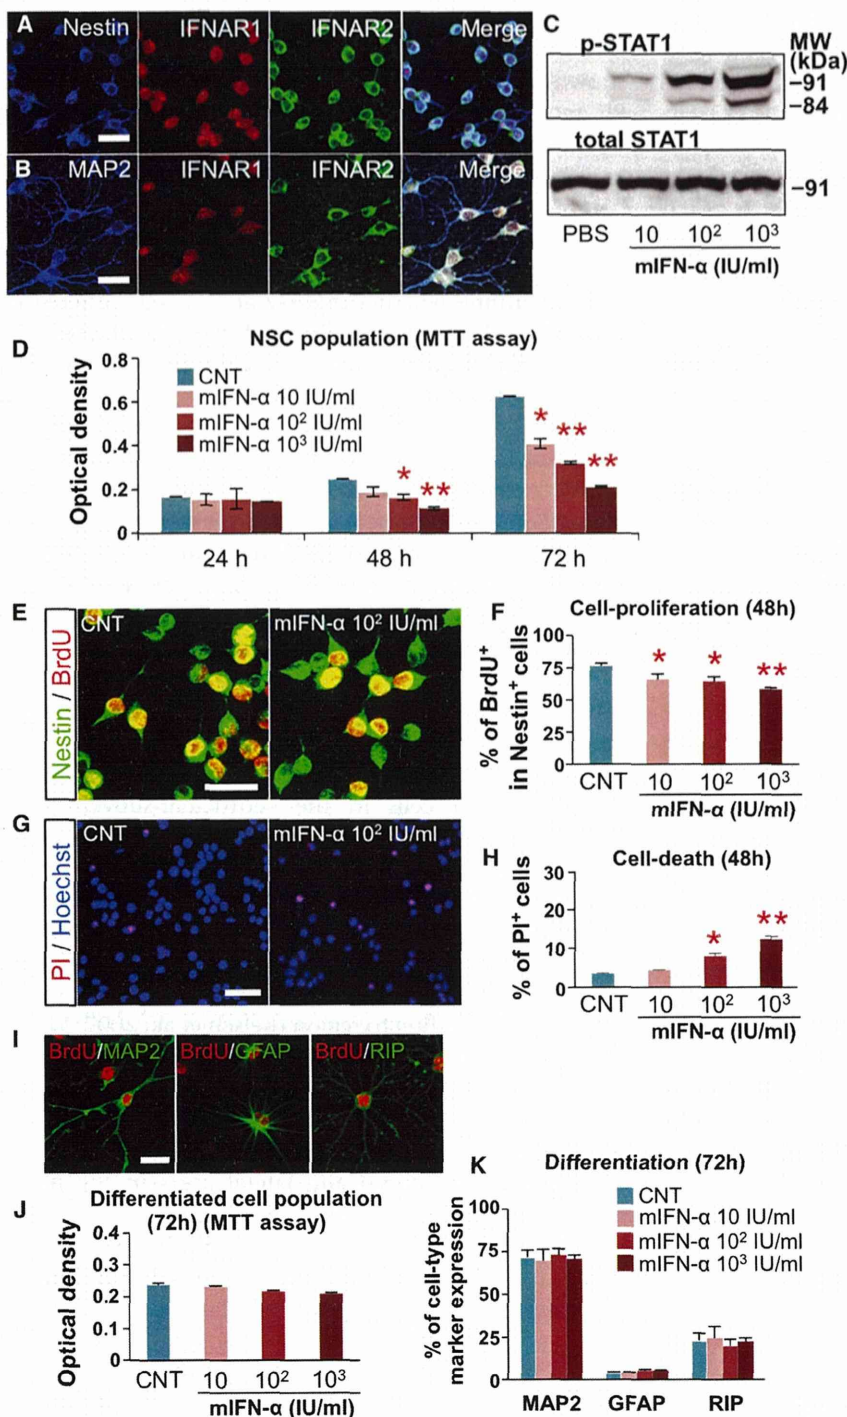 A
Nestin
IFNAR1
IFNAR2
Merge
B
MAP2
IFNAR1
IFNAR2
Merge
C
p-STAT1
MW
(kDa)
–91
–84
total STAT1
–91
PBS
10
10²
10³
mIFN-α (IU/ml)
D
NSC population (MTT assay)
Optical density
0.8
0.6
0.4
0.2
0
CNT
mIFN-α 10 IU/ml
mIFN-α 10² IU/ml
mIFN-α 10³ IU/ml
*
**
*
**
**
24 h
48 h
72 h
E
Nestin / BrdU
CNT
mIFN-α 10² IU/ml
F
Cell-proliferation (48h)
% of BrdU⁺
in Nestin⁺ cells
100
75
50
25
0
*
*
**
CNT
10
10²
10³
mIFN-α (IU/ml)
G
PI / Hoechst
CNT
mIFN-α 10² IU/ml
H
Cell-death (48h)
% of PI⁺ cells
30
20
10
0
*
**
CNT
10
10²
10³
mIFN-α (IU/ml)
I
BrdU/MAP2
BrdU/GFAP
BrdU/RIP
J
Differentiated cell population
(72h) (MTT assay)
Optical density
0.4
0.3
0.2
0.1
0
CNT
10
10²
10³
mIFN-α (IU/ml)
K
Differentiation (72h)
% of cell-type
marker expression
100
75
50
25
0
CNT
mIFN-α 10 IU/ml
mIFN-α 10² IU/ml
mIFN-α 10³ IU/ml
MAP2
GFAP
RIP